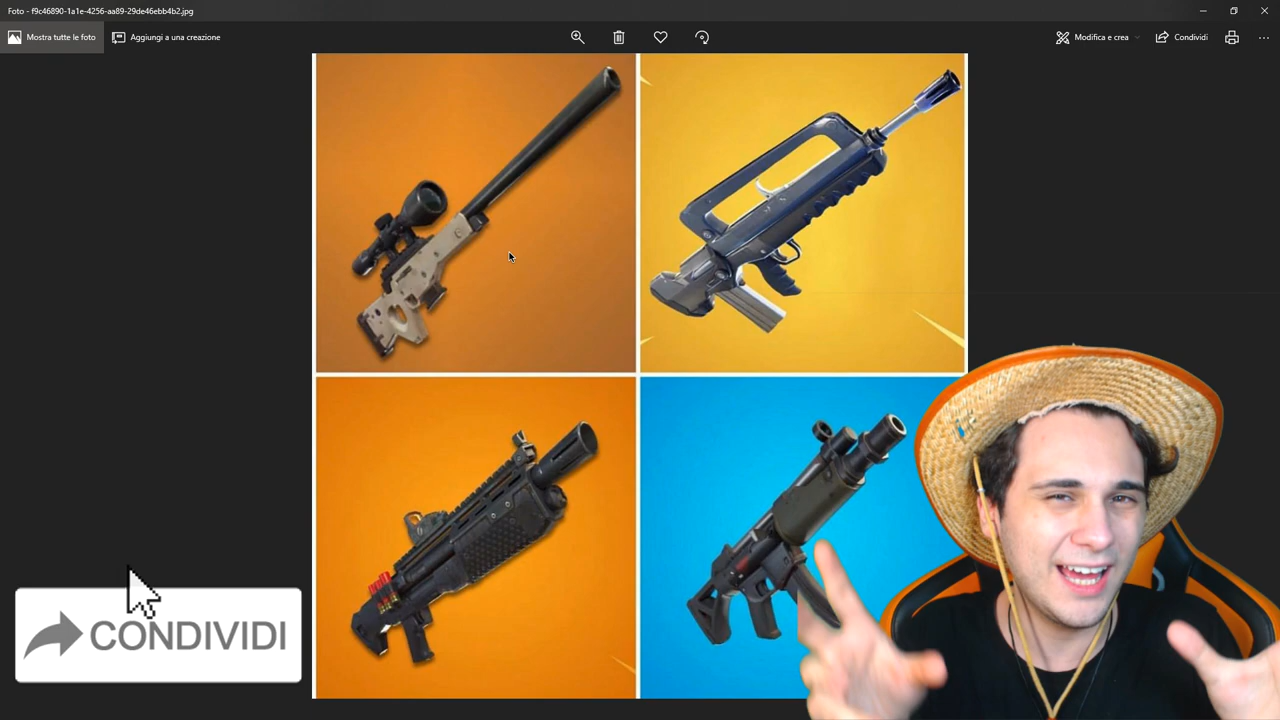 Foto - f9c46890-1a1e-4256-aa89-29de46ebb4b2.jpg
Mostra tutte le foto
Aggiungi a una creazione
Modifica e crea
Condividi
CONDIVIDI